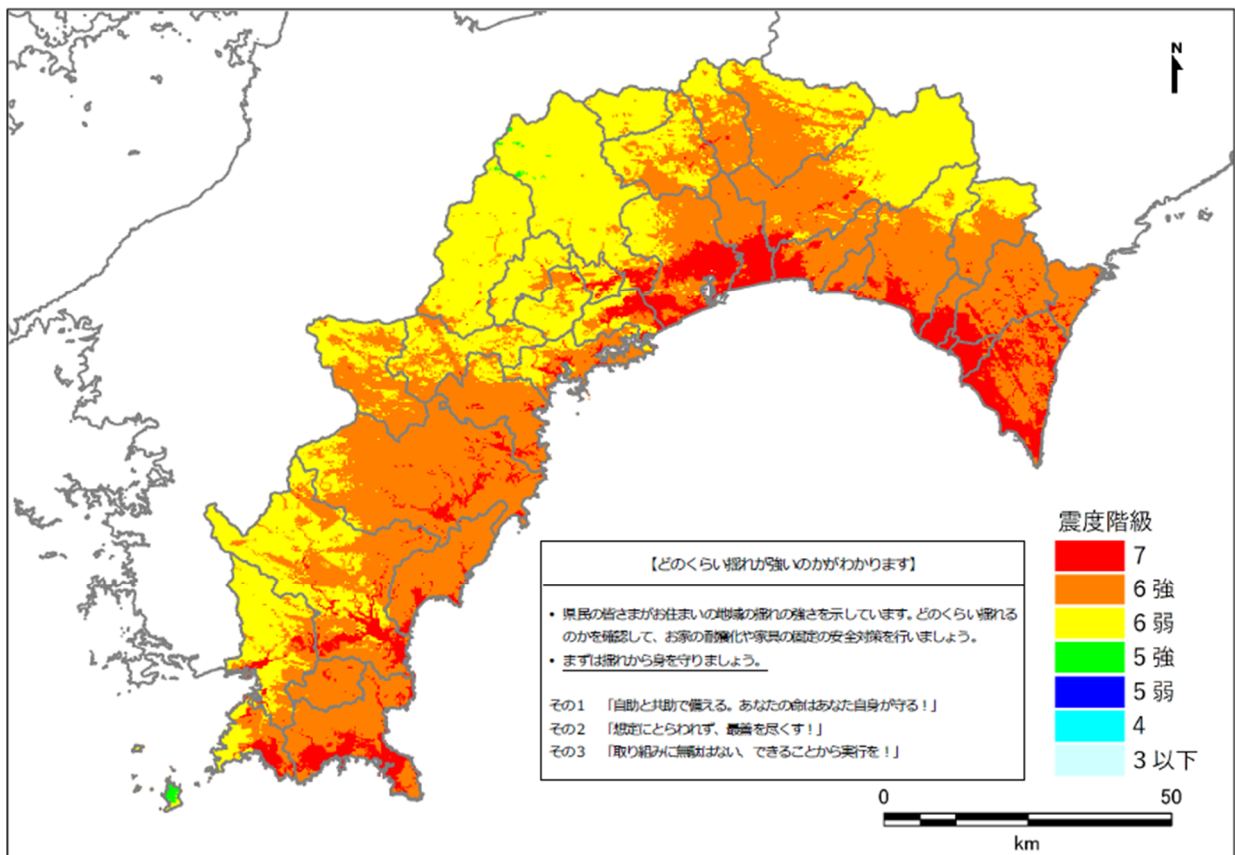 N
【どのくらい揺れが強いのかがわかります】
• 県民の皆さまがお住まいの地域の揺れの強さを示しています。どのくらい揺れる
のかを確認して、お家の耐震化や家具の固定の安全対策を行いましょう。
• まずは揺れから身を守りましょう。
その1 「自助と共助で備える。あなたの命はあなた自身が守る!」
その2 「想定にとらわれず、最善を尽くす!」
その3 「取り組みに無駄はない、できることから実行を!」
震度階級
7
6 強
6 弱
5 強
5 弱
4
3 以下
0 50
km